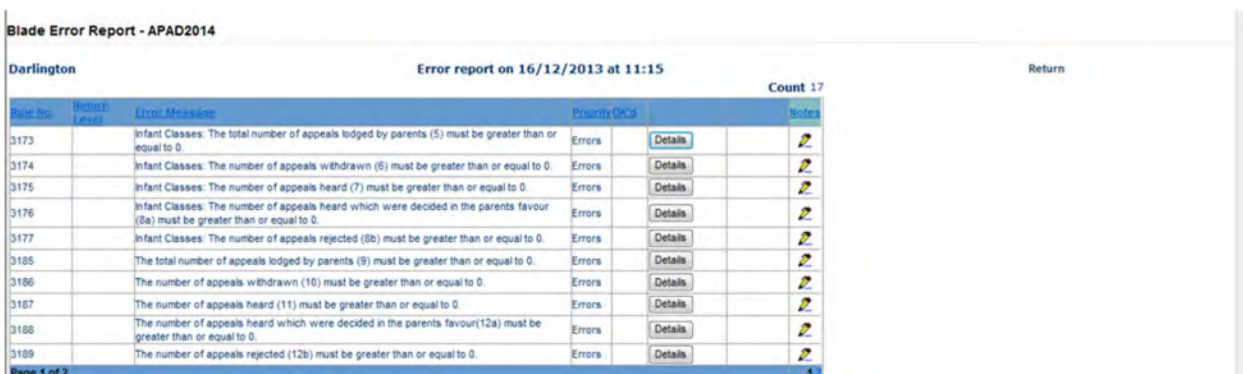 Blade Error Report - APAD2014
Darlington Error report on 16/12/2013 at 11:15 Return
Count 17
Rule No. Return Level Error Message Priority OK'd Notes
3173 Infant Classes: The total number of appeals lodged by parents (5) must be greater than or equal to 0. Errors Details
3174 Infant Classes: The number of appeals withdrawn (6) must be greater than or equal to 0. Errors Details
3175 Infant Classes: The number of appeals heard (7) must be greater than or equal to 0. Errors Details
3176 Infant Classes: The number of appeals heard which were decided in the parents favour (8a) must be greater than or equal to 0. Errors Details
3177 Infant Classes: The number of appeals rejected (8b) must be greater than or equal to 0. Errors Details
3185 The total number of appeals lodged by parents (9) must be greater than or equal to 0. Errors Details
3186 The number of appeals withdrawn (10) must be greater than or equal to 0. Errors Details
3187 The number of appeals heard (11) must be greater than or equal to 0. Errors Details
3188 The number of appeals heard which were decided in the parents favour(12a) must be greater than or equal to 0. Errors Details
3189 The number of appeals rejected (12b) must be greater than or equal to 0. Errors Details
Page 1 of 2 1 2